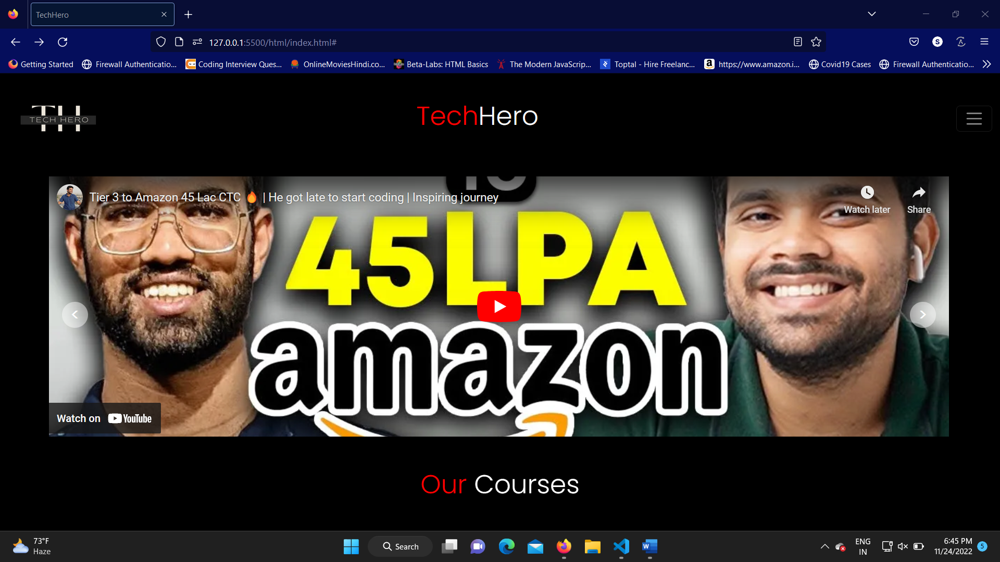 TechHero
127.0.0.1:5500/html/index.html#
S
Getting Started
Firewall Authenticatio...
Coding Interview Ques...
OnlineMoviesHindi.co...
Beta-Labs: HTML Basics
The Modern JavaScrip...
Toptal - Hire Freelanc...
https://www.amazon.i...
Covid19 Cases
Firewall Authenticatio...
TH
TECH HERO
TechHero
Tier 3 to Amazon 45 Lac CTC 🔥 | He got late to start coding | Inspiring journey
Watch later
Share
45LPA
amazon
Watch on YouTube
Our Courses
73°F
Haze
Search
ENG
IN
6:45 PM
11/24/2022
5